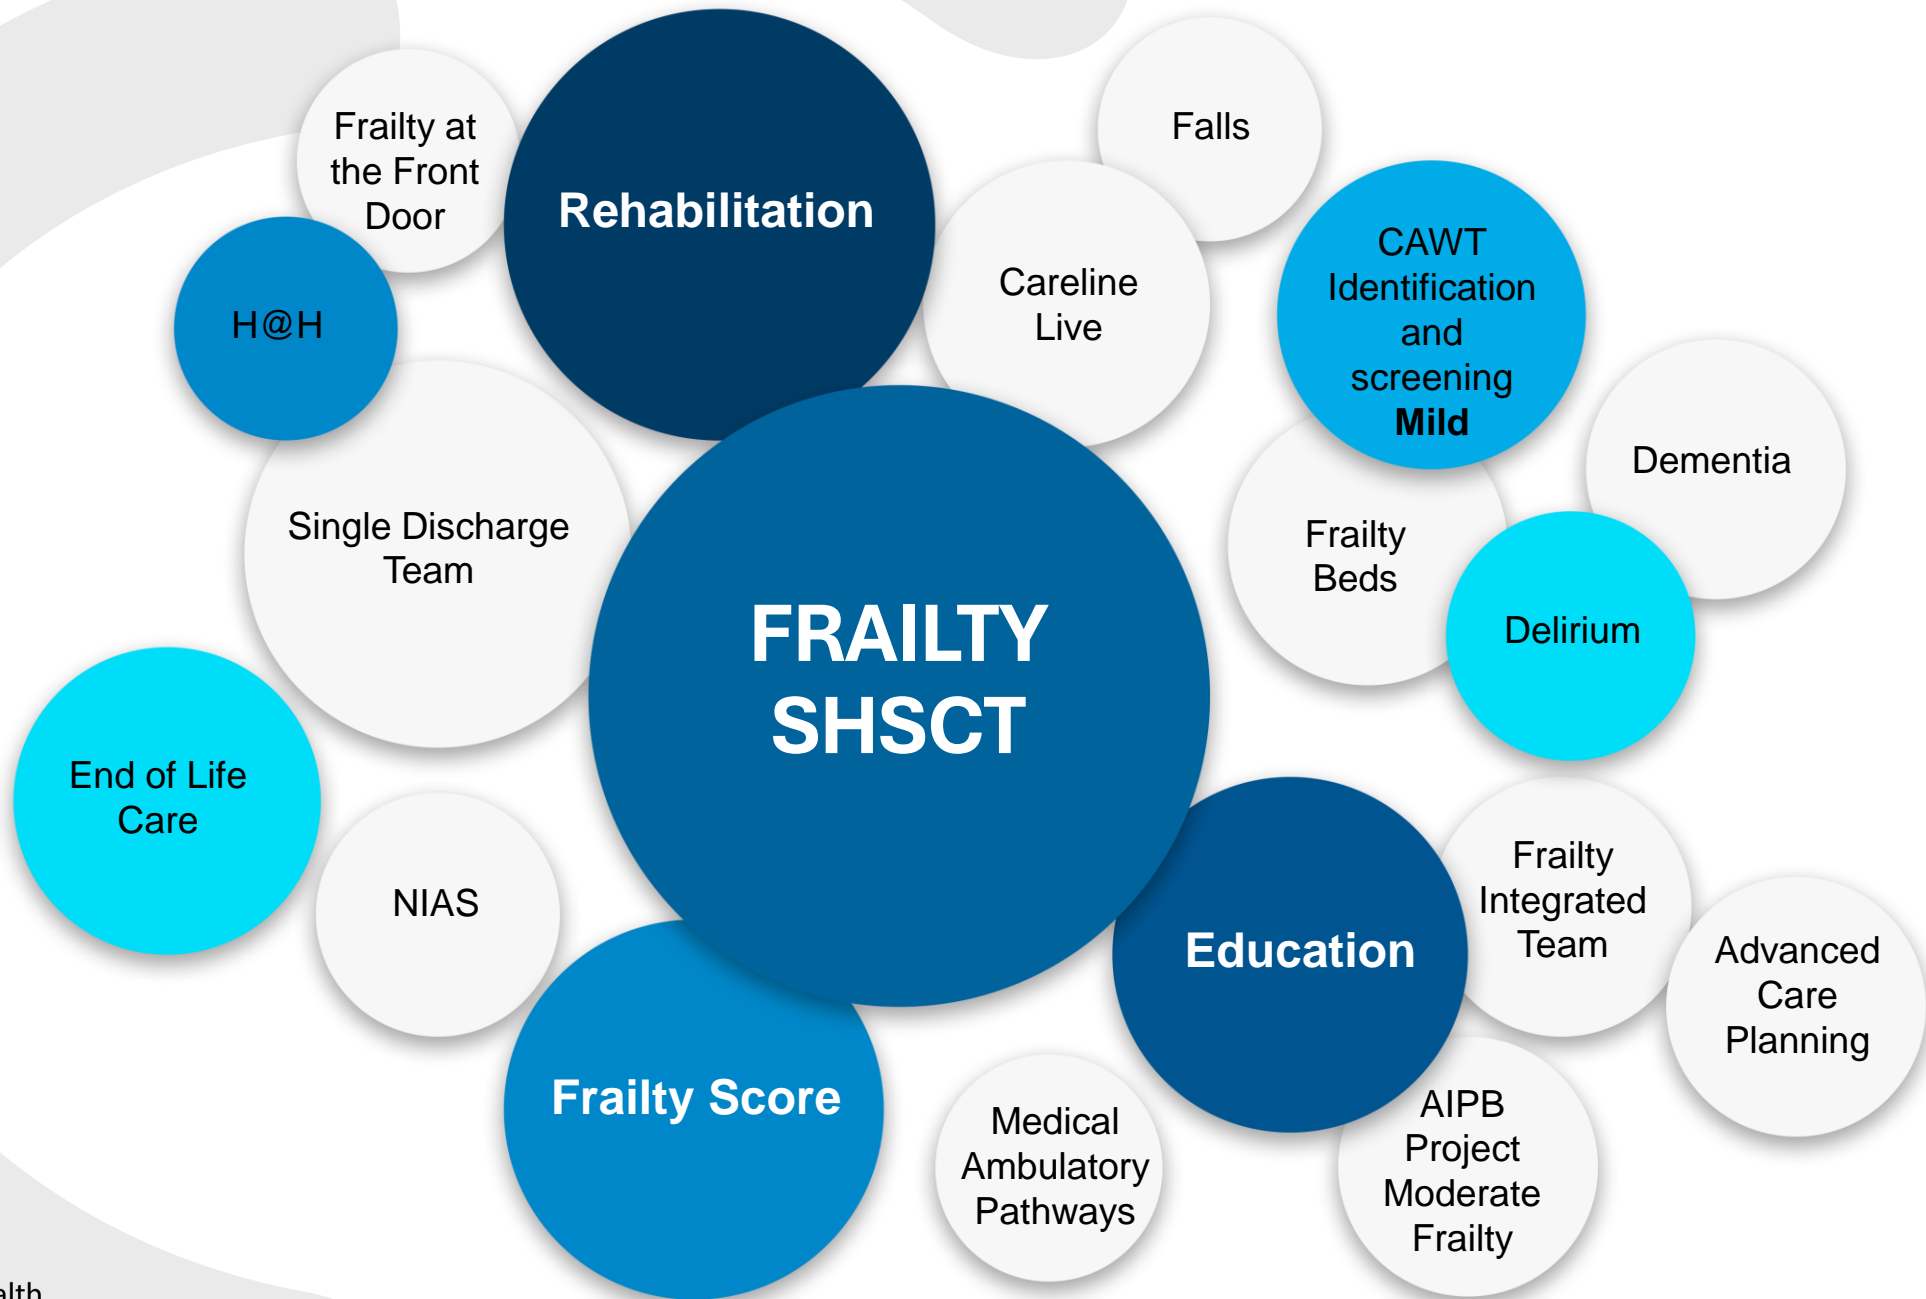 Frailty at
the Front
Door
Rehabilitation
Falls
Careline
Live
CAWT
Identification
and
screening
Mild
H@H
Dementia
Single Discharge
Team
Frailty
Beds
FRAILTY
SHSCT
Delirium
End of Life
Care
NIAS
Education
Frailty
Integrated
Team
Advanced
Care
Planning
Frailty Score
Medical
Ambulatory
Pathways
AIPB
Project
Moderate
Frailty